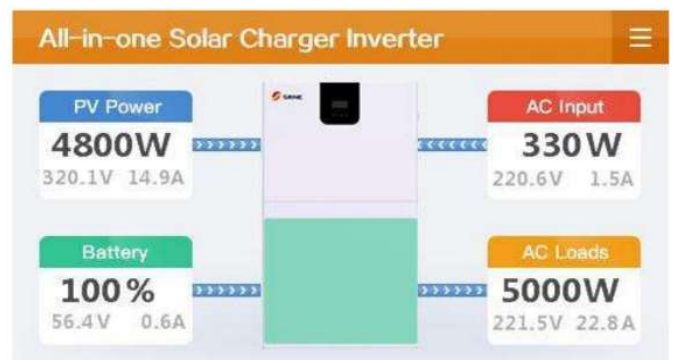 All-in-one Solar Charger Inverter
PV Power
4800W
320.1V 14.9A
AC Input
330W
220.6V 1.5A
Battery
100%
56.4V 0.6A
AC Loads
5000W
221.5V 22.8A